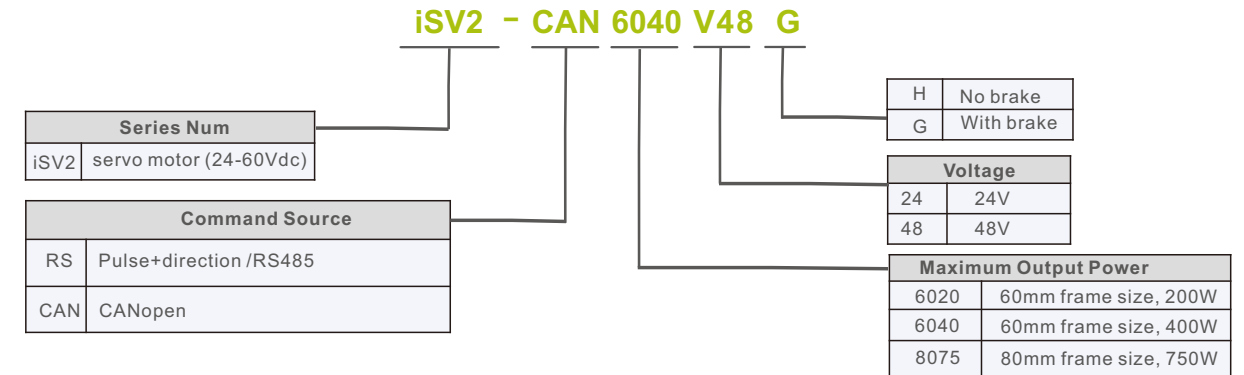 iSV2 - CAN 6040 V48 G
Series Num
iSV2 servo motor (24-60Vdc)
Command Source
RS Pulse+direction /RS485
CAN CANopen
H No brake
G With brake
Voltage
24 24V
48 48V
Maximum Output Power
6020 60mm frame size, 200W
6040 60mm frame size, 400W
8075 80mm frame size, 750W